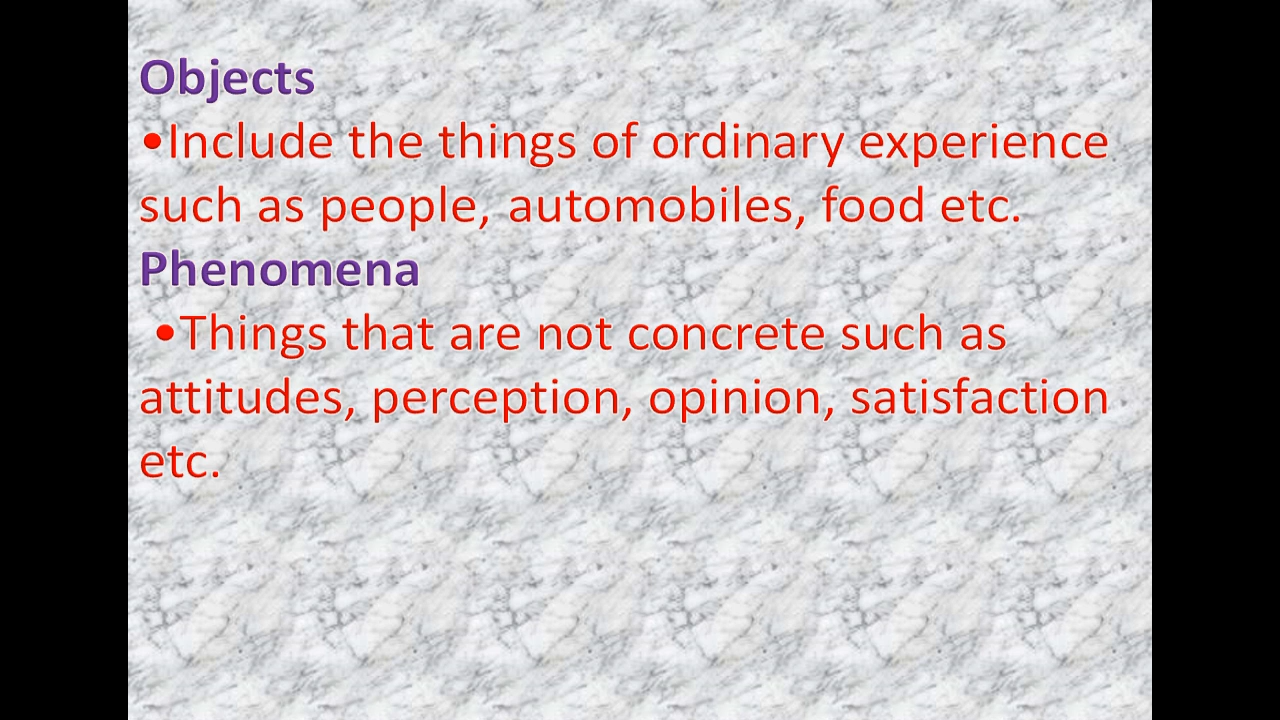 Objects
•Include the things of ordinary experience
such as people, automobiles, food etc.
Phenomena
•Things that are not concrete such as
attitudes, perception, opinion, satisfaction
etc.